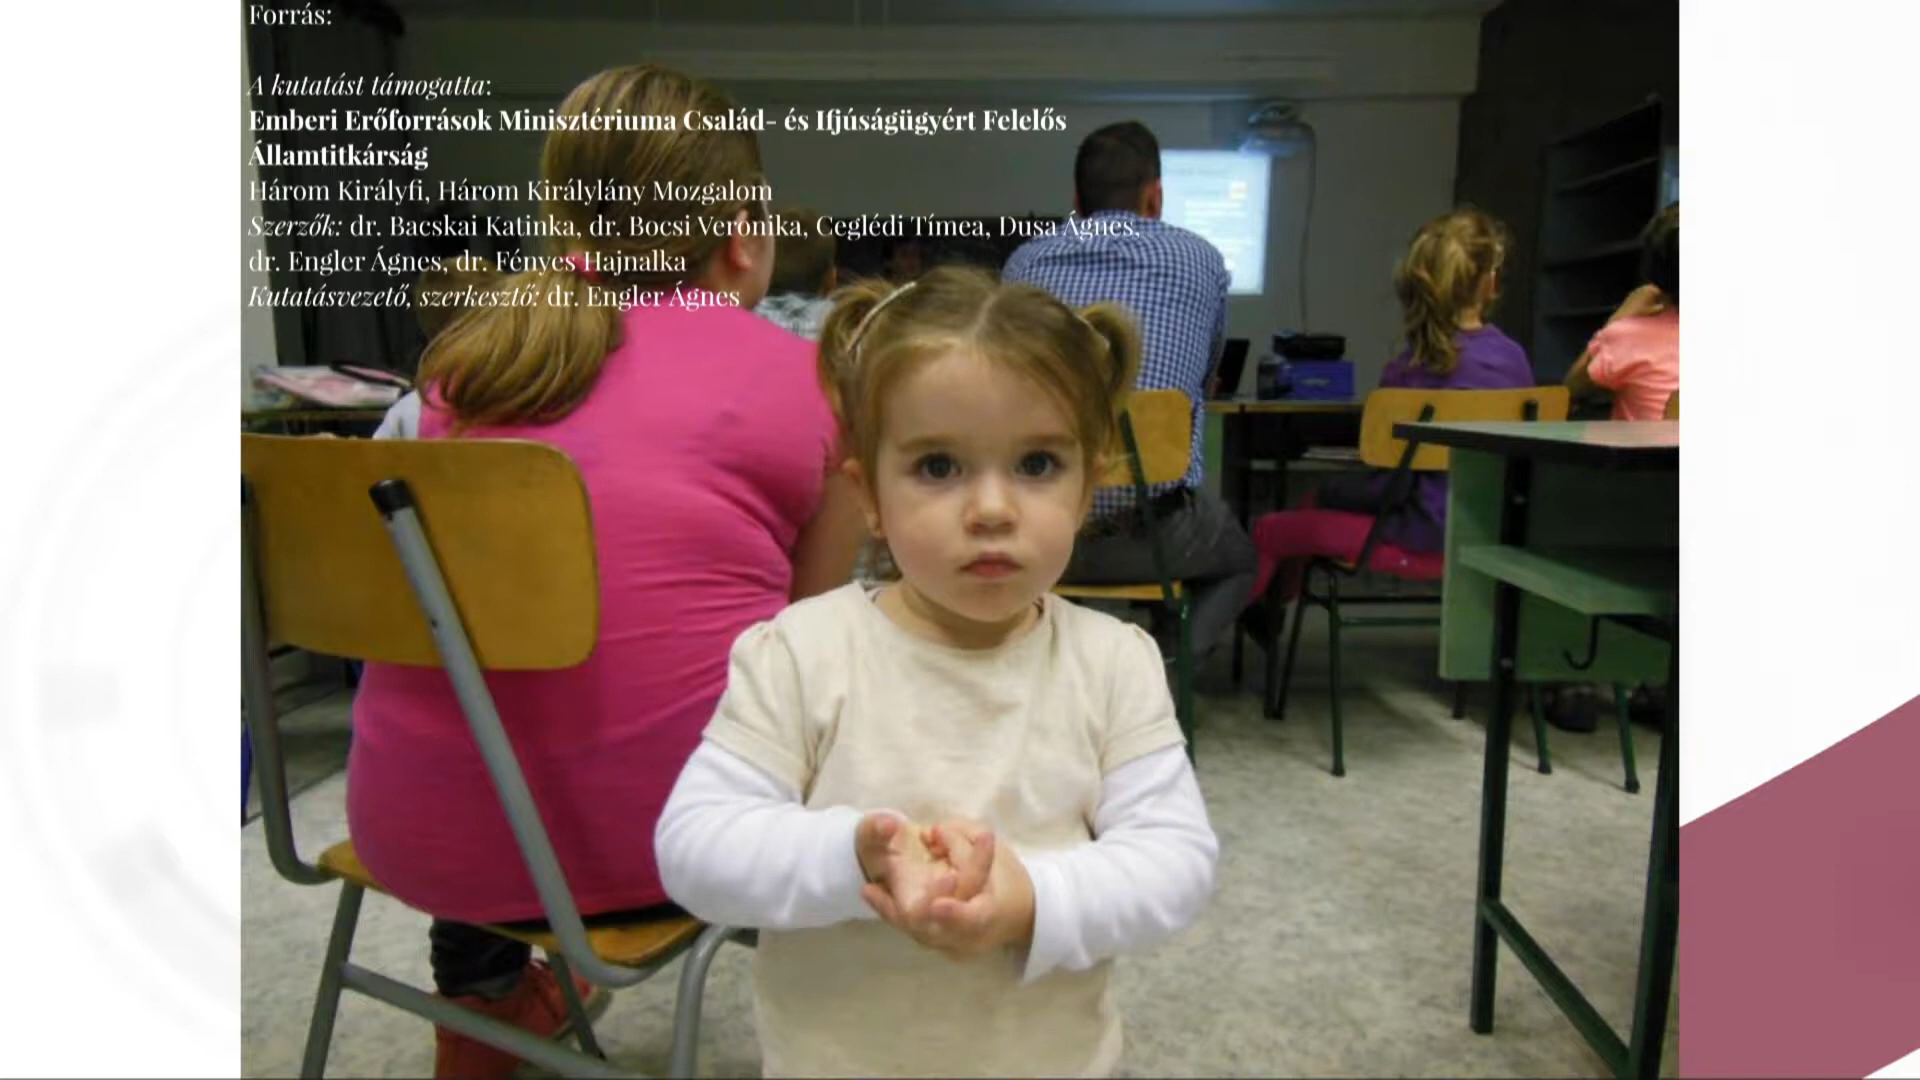 Forrás:
A kutatást támogatta:
Emberi Erőforrások Minisztériuma Család- és Ifjúságügyért Felelős
Államtitkárság
Három Királyfi, Három Királylány Mozgalom
Szerzők: dr. Bacskai Katinka, dr. Bocsi Veronika, Ceglédi Tímea, Dusa Ágnes,
dr. Engler Ágnes, dr. Fényes Hajnalka
Kutatásvezető, szerkesztő: dr. Engler Ágnes